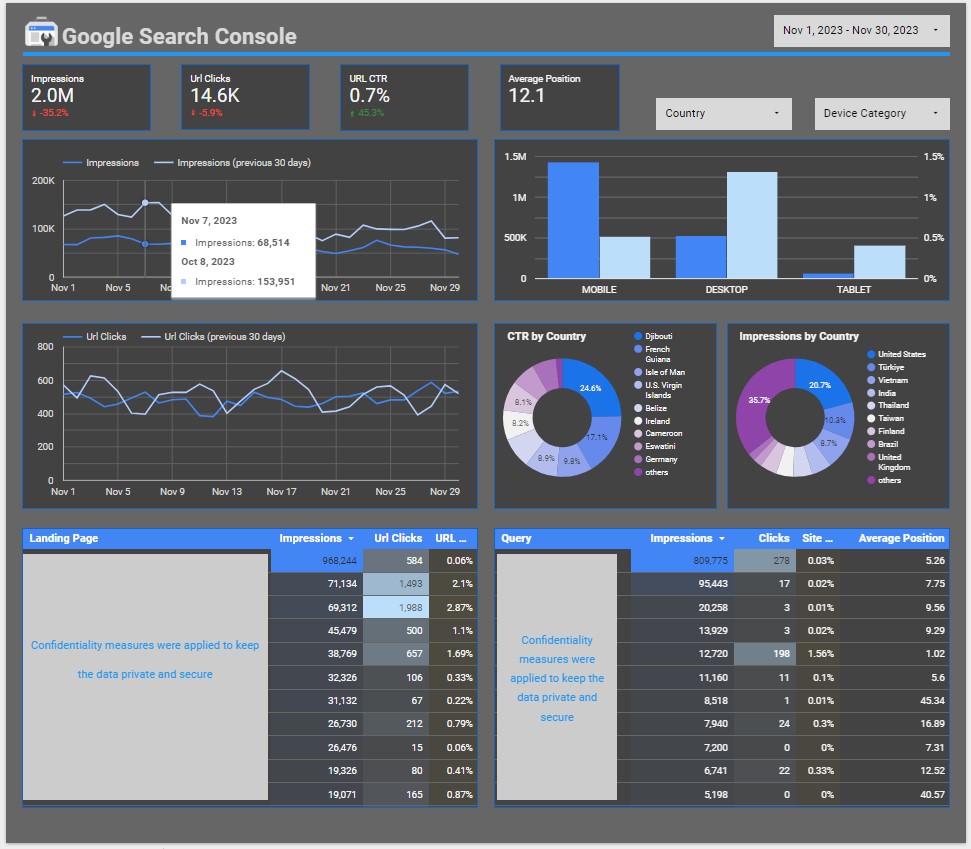 Google Search Console
Nov 1, 2023 - Nov 30, 2023
Impressions
2.0M
-35.2%
Url Clicks
14.6K
-5.9%
URL CTR
0.7%
45.3%
Average Position
12.1
Country
Device Category
Impressions Impressions (previous 30 days)
200K
100K
0
Nov 1 Nov 5 Nov 21 Nov 25 Nov 29
Nov 7, 2023
Impressions: 68,514
Oct 8, 2023
Impressions: 153,951
1.5M 1.5%
1M 1%
500K 0.5%
0 0%
MOBILE DESKTOP TABLET
Url Clicks Url Clicks (previous 30 days)
800
600
400
200
0
Nov 1 Nov 5 Nov 9 Nov 13 Nov 17 Nov 21 Nov 25 Nov 29
CTR by Country
24.6%
17.1%
9.8%
8.9%
8.2%
8.1%
Djibouti
French
Guiana
Isle of Man
U.S. Virgin
Islands
Belize
Ireland
Cameroon
Eswatini
Germany
others
Impressions by Country
20.7%
10.3%
8.7%
35.7%
United States
Türkiye
Vietnam
India
Thailand
Taiwan
Finland
Brazil
United
Kingdom
others
Landing Page Impressions Url Clicks URL ...
968,244 584 0.06%
71,134 1,493 2.1%
69,312 1,988 2.87%
45,479 500 1.1%
38,769 657 1.69%
32,326 106 0.33%
31,132 67 0.22%
26,730 212 0.79%
26,476 15 0.06%
19,326 80 0.41%
19,071 165 0.87%
Confidentiality measures were applied to keep
the data private and secure
Query Impressions Clicks Site ... Average Position
809,775 278 0.03% 5.26
95,443 17 0.02% 7.75
20,258 3 0.01% 9.56
13,929 3 0.02% 9.29
12,720 198 1.56% 1.02
11,160 11 0.1% 5.6
8,518 1 0.01% 45.34
7,940 24 0.3% 16.89
7,200 0 0% 7.31
6,741 22 0.33% 12.52
5,198 0 0% 40.57
Confidentiality
measures were
applied to keep the
data private and
secure